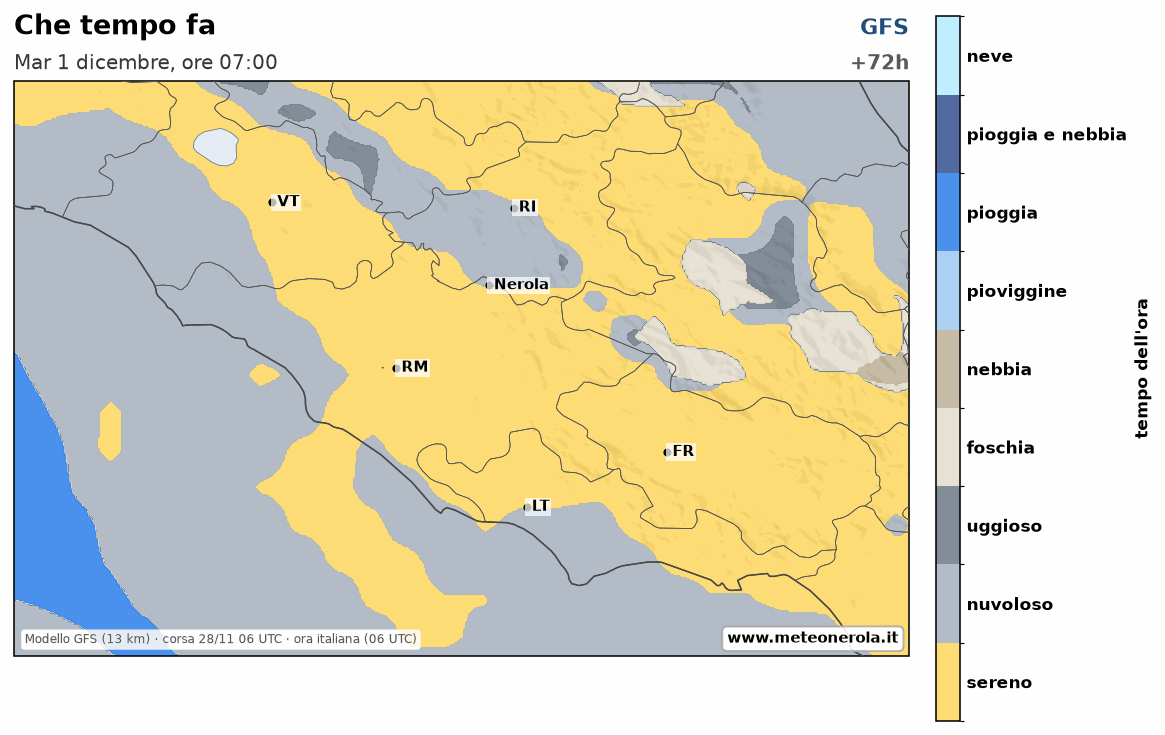 Che tempo fa
GFS
Mar 1 dicembre, ore 07:00
+72h
VT
RI
Nerola
RM
FR
LT
Modello GFS (13 km) · corsa 28/11 06 UTC · ora italiana (06 UTC)
www.meteonerola.it
neve
pioggia e nebbia
pioggia
pioviggine
nebbia
foschia
uggioso
nuvoloso
sereno
tempo dell'ora